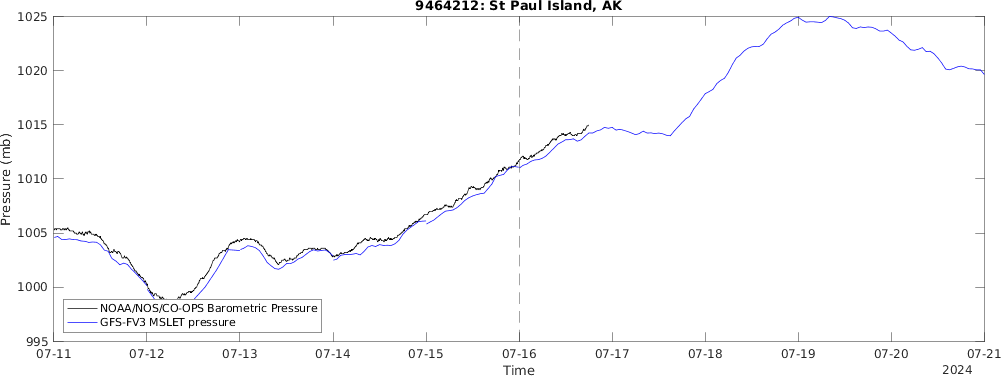 9464212: St Paul Island, AK
Pressure (mb)
1025
1020
1015
1010
1005
1000
995
NOAA/NOS/CO-OPS Barometric Pressure
GFS-FV3 MSLET pressure
07-11 07-12 07-13 07-14 07-15 07-16 07-17 07-18 07-19 07-20 07-21
Time
2024